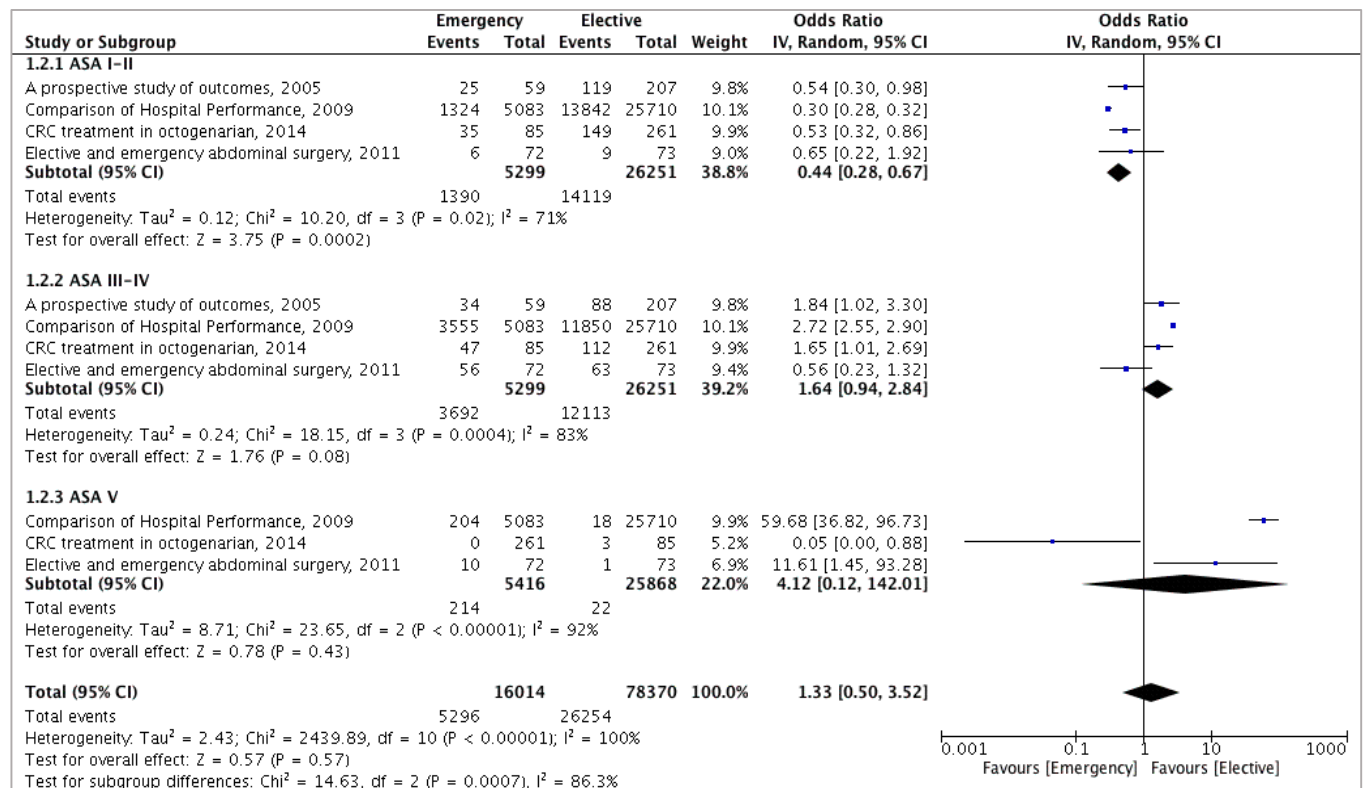 Emergency Elective Odds Ratio Odds Ratio
Study or Subgroup Events Total Events Total Weight IV, Random, 95% CI IV, Random, 95% CI
1.2.1 ASA I-II
A prospective study of outcomes, 2005 25 59 119 207 9.8% 0.54 [0.30, 0.98]
Comparison of Hospital Performance, 2009 1324 5083 13842 25710 10.1% 0.30 [0.28, 0.32]
CRC treatment in octogenarian, 2014 35 85 149 261 9.9% 0.53 [0.32, 0.86]
Elective and emergency abdominal surgery, 2011 6 72 9 73 9.0% 0.65 [0.22, 1.92]
Subtotal (95% CI) 5299 26251 38.8% 0.44 [0.28, 0.67]
Total events 1390 14119
Heterogeneity: Tau² = 0.12; Chi² = 10.20, df = 3 (P = 0.02); I² = 71%
Test for overall effect: Z = 3.75 (P = 0.0002)
1.2.2 ASA III-IV
A prospective study of outcomes, 2005 34 59 88 207 9.8% 1.84 [1.02, 3.30]
Comparison of Hospital Performance, 2009 3555 5083 11850 25710 10.1% 2.72 [2.55, 2.90]
CRC treatment in octogenarian, 2014 47 85 112 261 9.9% 1.65 [1.01, 2.69]
Elective and emergency abdominal surgery, 2011 56 72 63 73 9.4% 0.56 [0.23, 1.32]
Subtotal (95% CI) 5299 26251 39.2% 1.64 [0.94, 2.84]
Total events 3692 12113
Heterogeneity: Tau² = 0.24; Chi² = 18.15, df = 3 (P = 0.0004); I² = 83%
Test for overall effect: Z = 1.76 (P = 0.08)
1.2.3 ASA V
Comparison of Hospital Performance, 2009 204 5083 18 25710 9.9% 59.68 [36.82, 96.73]
CRC treatment in octogenarian, 2014 0 261 3 85 5.2% 0.05 [0.00, 0.88]
Elective and emergency abdominal surgery, 2011 10 72 1 73 6.9% 11.61 [1.45, 93.28]
Subtotal (95% CI) 5416 25868 22.0% 4.12 [0.12, 142.01]
Total events 214 22
Heterogeneity: Tau² = 8.71; Chi² = 23.65, df = 2 (P < 0.00001); I² = 92%
Test for overall effect: Z = 0.78 (P = 0.43)
Total (95% CI) 16014 78370 100.0% 1.33 [0.50, 3.52]
Total events 5296 26254
Heterogeneity: Tau² = 2.43; Chi² = 2439.89, df = 10 (P < 0.00001); I² = 100%
Test for overall effect: Z = 0.57 (P = 0.57)
Test for subgroup differences: Chi² = 14.63, df = 2 (P = 0.0007), I² = 86.3%
0.001 0.1 1 10 1000
Favours [Emergency] Favours [Elective]